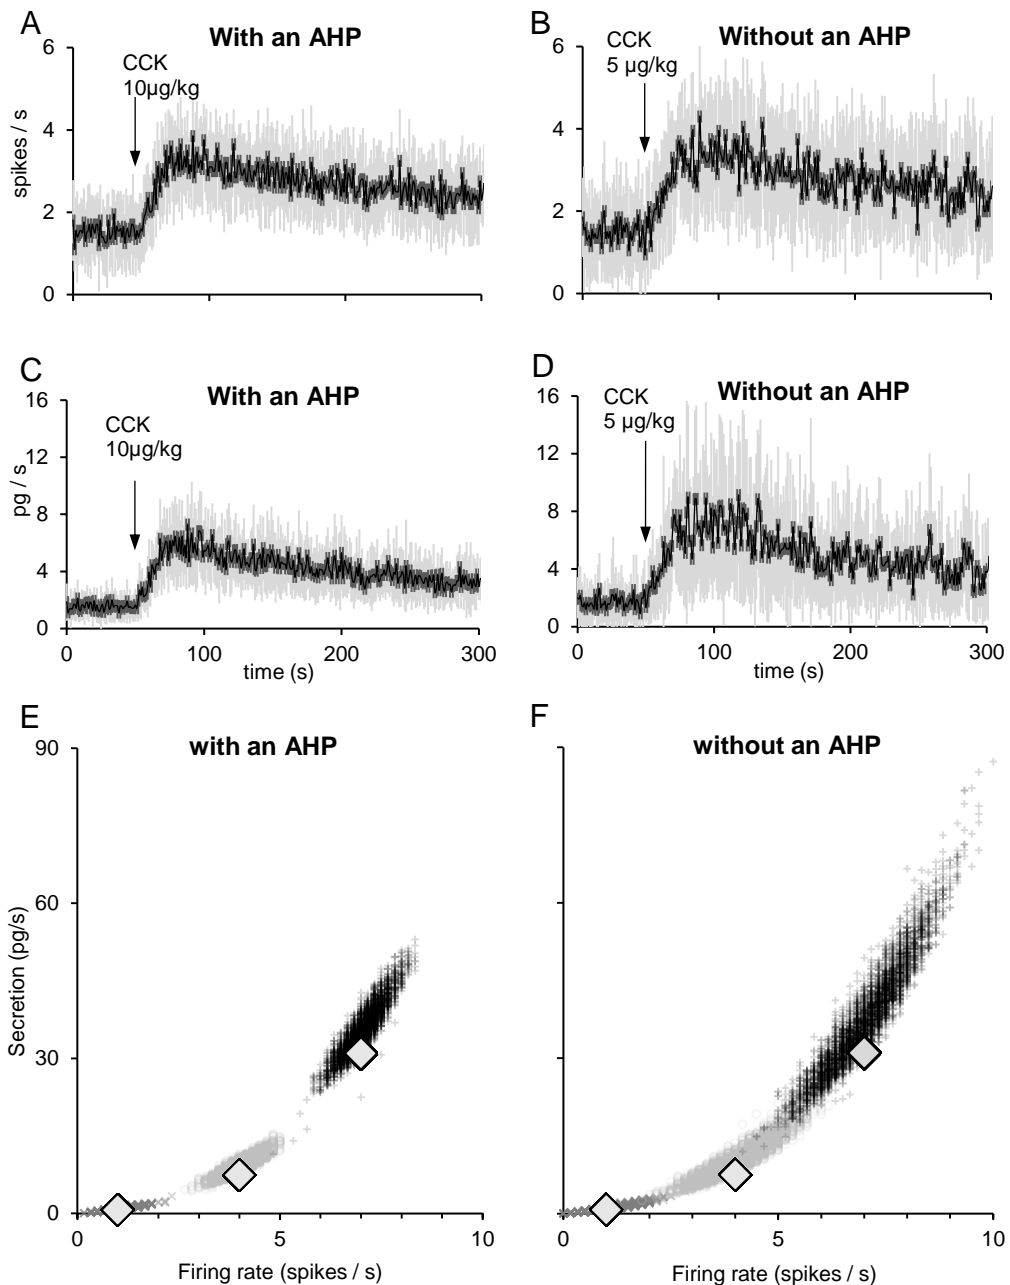 A
With an AHP
CCK
10µg/kg
spikes / s
6
4
2
0
B
Without an AHP
CCK
5 µg/kg
6
4
2
0
C
With an AHP
CCK
10µg/kg
pg / s
16
12
8
4
0
0
100
200
300
time (s)
D
Without an AHP
CCK
5 µg/kg
16
12
8
4
0
0
100
200
300
time (s)
E
with an AHP
Secretion (pg/s)
90
60
30
0
0
5
10
Firing rate (spikes / s)
F
without an AHP
0
5
10
Firing rate (spikes / s)